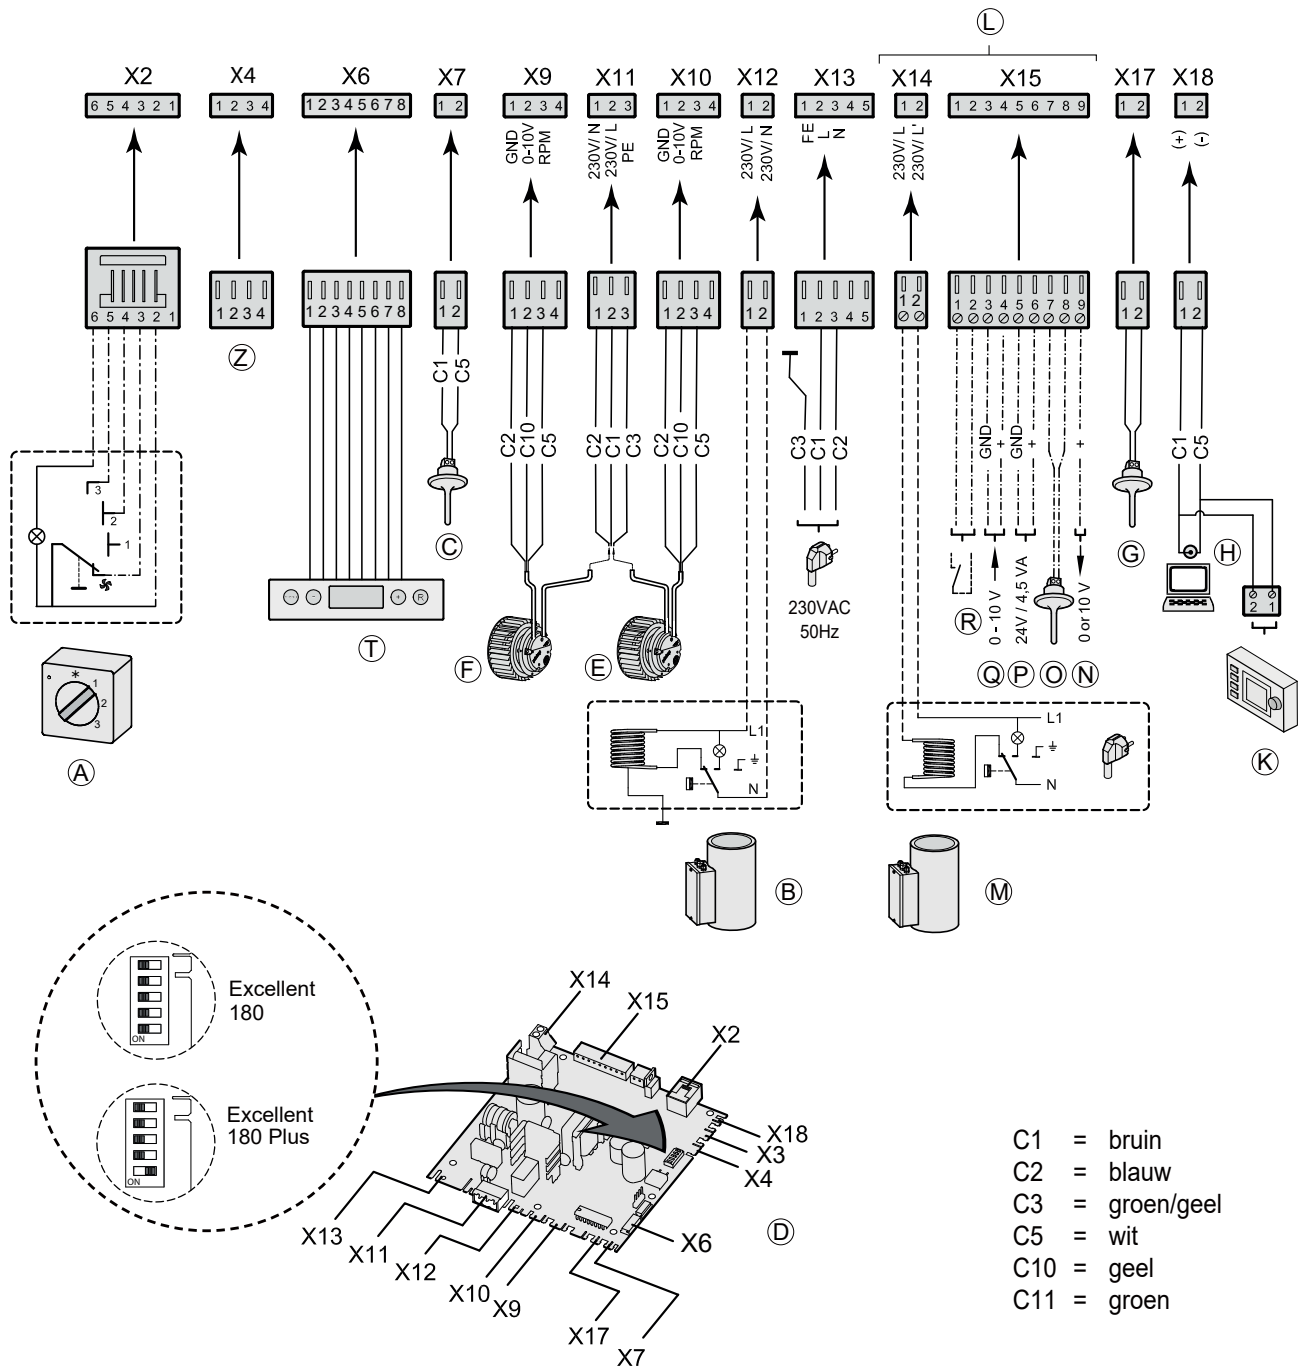 L
X2 X4 X6 X7 X9 X11 X10 X12 X13 X14 X15 X17 X18
6 5 4 3 2 1
1 2 3 4
1 2 3 4 5 6 7 8
1 2
1 2 3 4
1 2 3
1 2 3 4
1 2
1 2 3 4 5
1 2
1 2 3 4 5 6 7 8 9
1 2
1 2
GND
0-10V
RPM
230V/ N
230V/ L
PE
GND
0-10V
RPM
230V/ L
230V/ N
FE
L
N
230V/ L
230V/ L'
(+)
(-)
6 5 4 3 2 1
1 2 3 4
1 2 3 4 5 6 7 8
1 2
1 2 3 4
1 2 3
1 2 3 4
1 2
1 2 3 4 5
1 2
1 2 3 4 5 6 7 8 9
1 2
1 2
Z
C1 C5
C2 C10 C5
C2 C1 C3
C2 C10 C5
C3 C1 C2
GND +
GND +
+
C1 C5
3
2
1
C
G
H
230VAC
50Hz
R
0 - 10 V
24V / 4,5 VA
0 or 10 V
2 1
- + R
T
F
E
Q P O N
* 1 2 3
A
L1
N
L1
N
K
B
M
Excellent
180
ON
Excellent
180 Plus
ON
X14
X15
X2
X18
X3
X4
X6
X13
X11
X12
X10
X9
X17
X7
D
C1 = bruin
C2 = blauw
C3 = groen/geel
C5 = wit
C10 = geel
C11 = groen